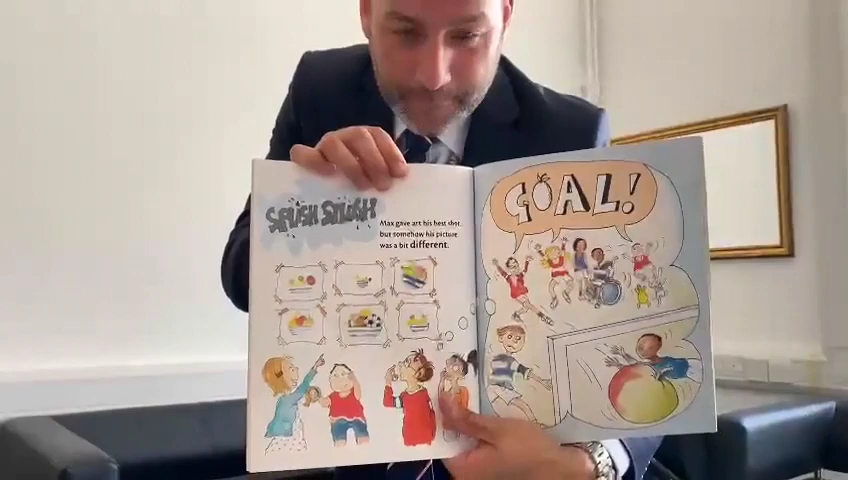 SPLISH SPLASH
Max gave art his best shot,
but somehow his picture
was a bit different.
GOAL!